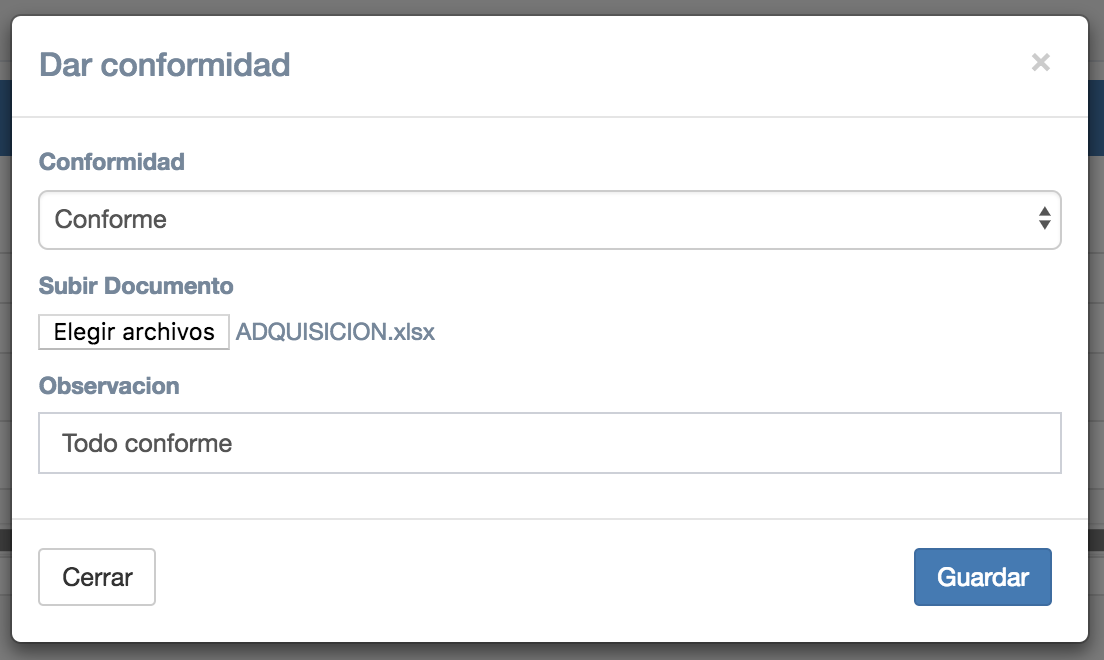 Dar conformidad ×
Conformidad
Conforme
Subir Documento
Elegir archivos ADQUISICION.xlsx
Observacion
Todo conforme
Cerrar Guardar